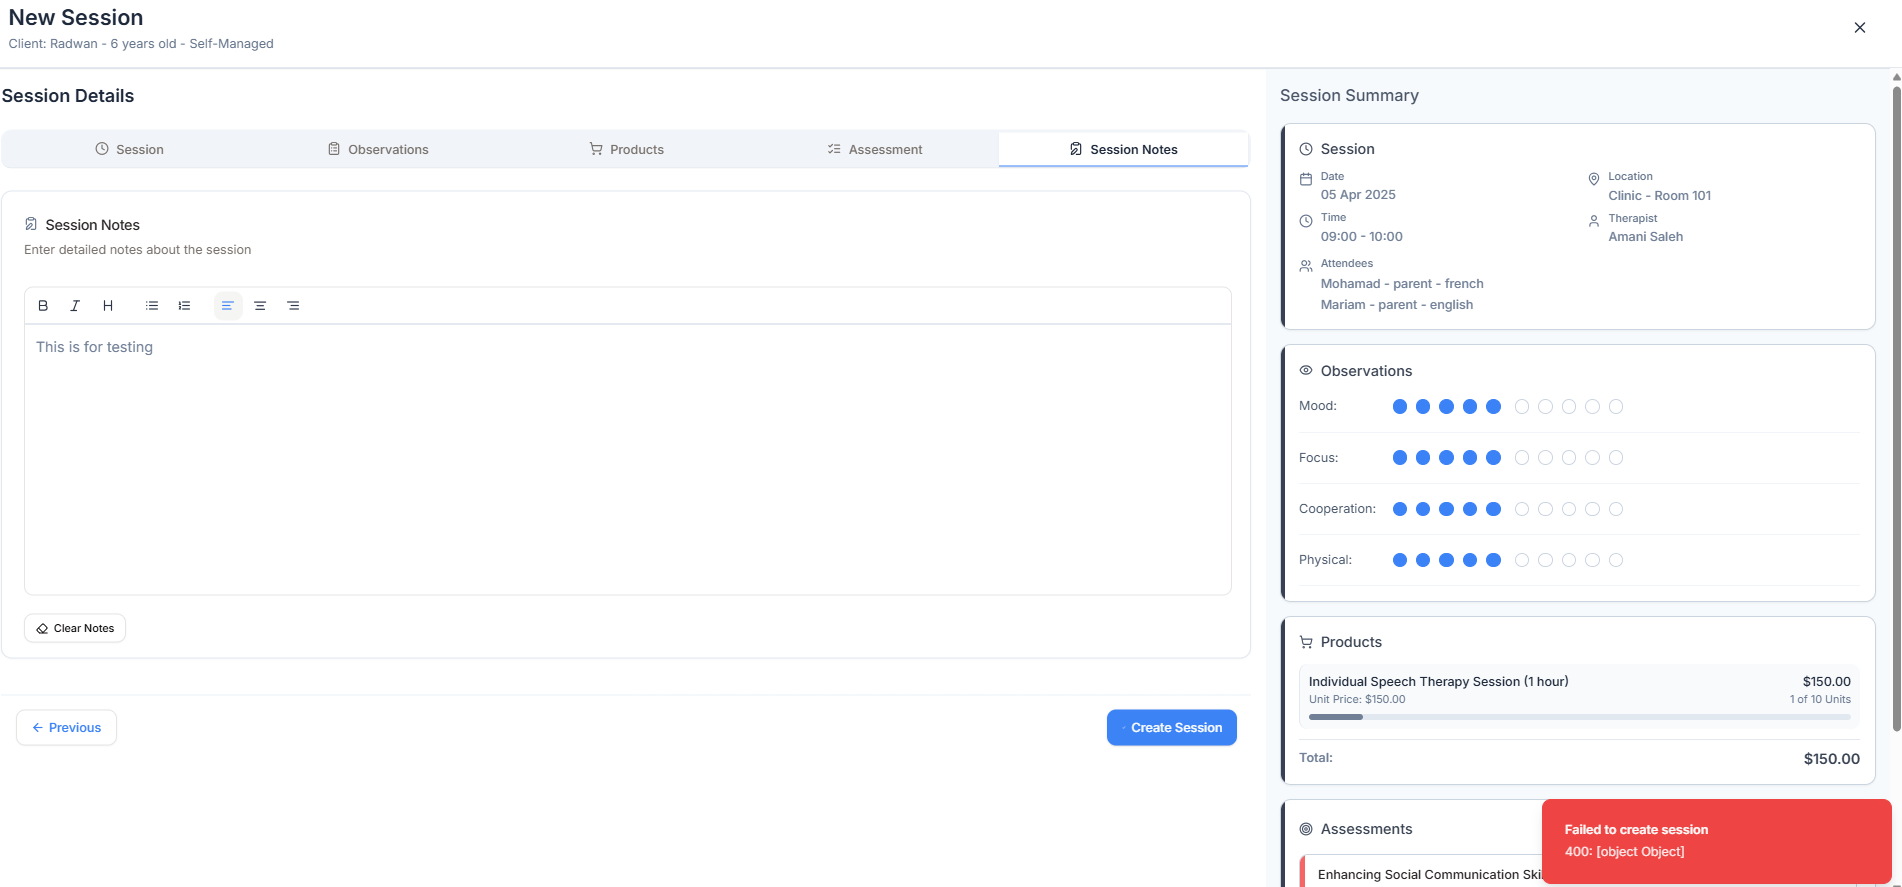 New Session
Client: Radwan - 6 years old - Self-Managed
Session Details
Session
Observations
Products
Assessment
Session Notes
Session Notes
Enter detailed notes about the session
B I H
This is for testing
Clear Notes
Previous
Create Session
Session Summary
Session
Date
05 Apr 2025
Location
Clinic - Room 101
Time
09:00 - 10:00
Therapist
Amani Saleh
Attendees
Mohamad - parent - french
Mariam - parent - english
Observations
Mood:
Focus:
Cooperation:
Physical:
Products
Individual Speech Therapy Session (1 hour) $150.00
Unit Price: $150.00 1 of 10 Units
Total: $150.00
Assessments
Enhancing Social Communication
Failed to create session
400: [object Object]